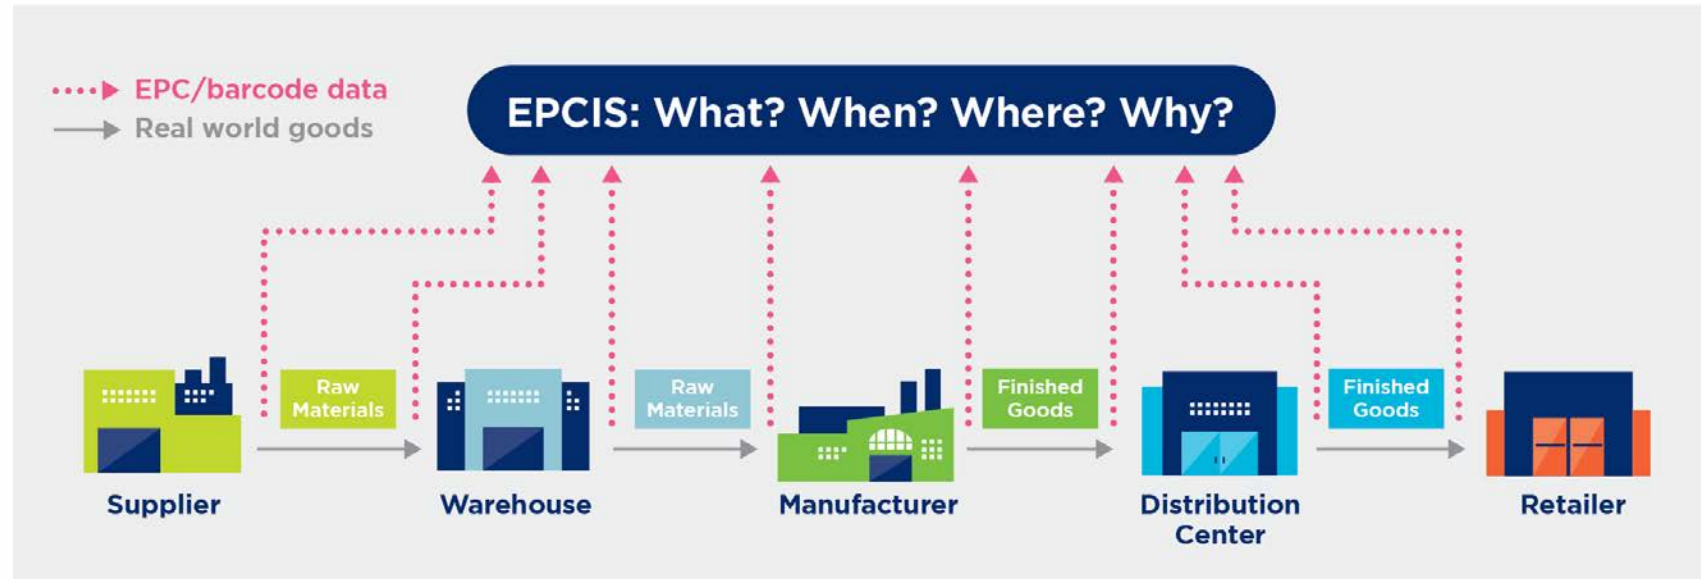 EPC/barcode data
Real world goods
EPCIS: What? When? Where? Why?
Raw
Materials
Raw
Materials
Finished
Goods
Finished
Goods
Supplier
Warehouse
Manufacturer
Distribution
Center
Retailer